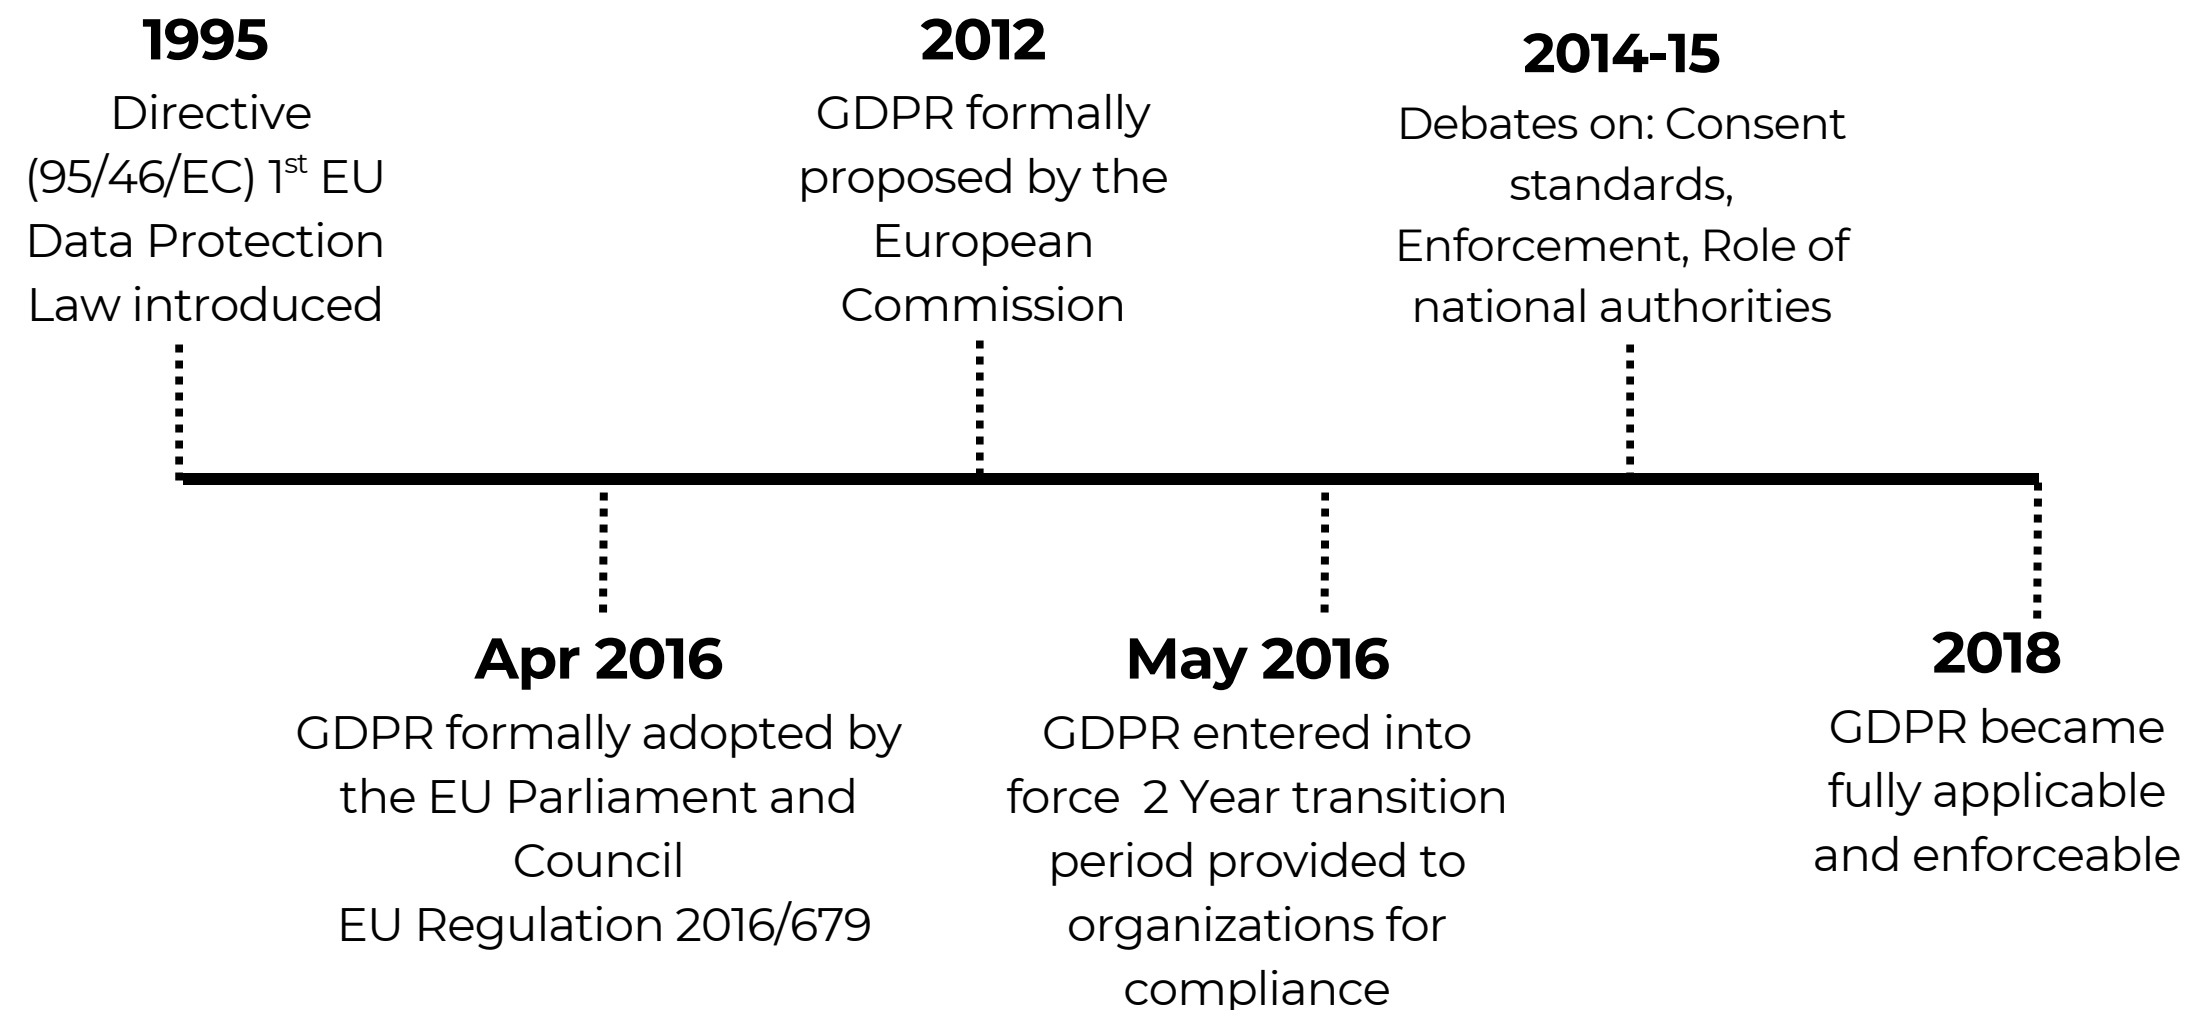 1995
Directive
(95/46/EC) 1st EU
Data Protection
Law introduced
2012
GDPR formally
proposed by the
European
Commission
2014-15
Debates on: Consent
standards,
Enforcement, Role of
national authorities
Apr 2016
GDPR formally adopted by
the EU Parliament and
Council
EU Regulation 2016/679
May 2016
GDPR entered into
force  2 Year transition
period provided to
organizations for
compliance
2018
GDPR became
fully applicable
and enforceable